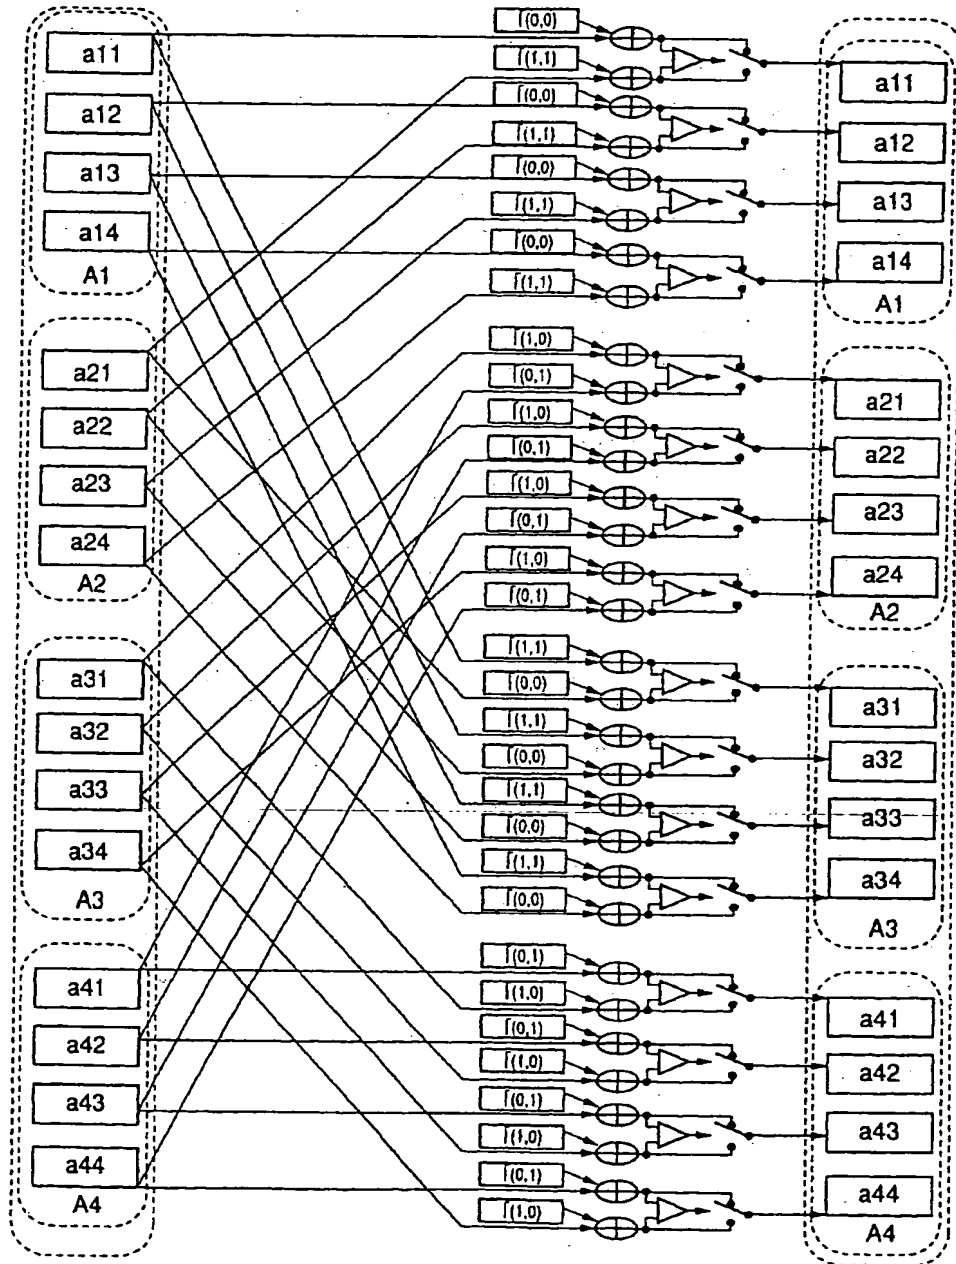 a11
a12
a13
a14
A1
a21
a22
a23
a24
A2
a31
a32
a33
a34
A3
a41
a42
a43
a44
A4
Γ(0,0)
Γ(1,1)
Γ(0,0)
Γ(1,1)
Γ(0,0)
Γ(1,1)
Γ(0,0)
Γ(1,1)
Γ(1,0)
Γ(0,1)
Γ(1,0)
Γ(0,1)
Γ(1,0)
Γ(0,1)
Γ(1,0)
Γ(0,1)
Γ(1,1)
Γ(0,0)
Γ(1,1)
Γ(0,0)
Γ(1,1)
Γ(0,0)
Γ(1,1)
Γ(0,0)
Γ(0,1)
Γ(1,0)
Γ(0,1)
Γ(1,0)
Γ(0,1)
Γ(1,0)
Γ(0,1)
Γ(1,0)
a11
a12
a13
a14
A1
a21
a22
a23
a24
A2
a31
a32
a33
a34
A3
a41
a42
a43
a44
A4